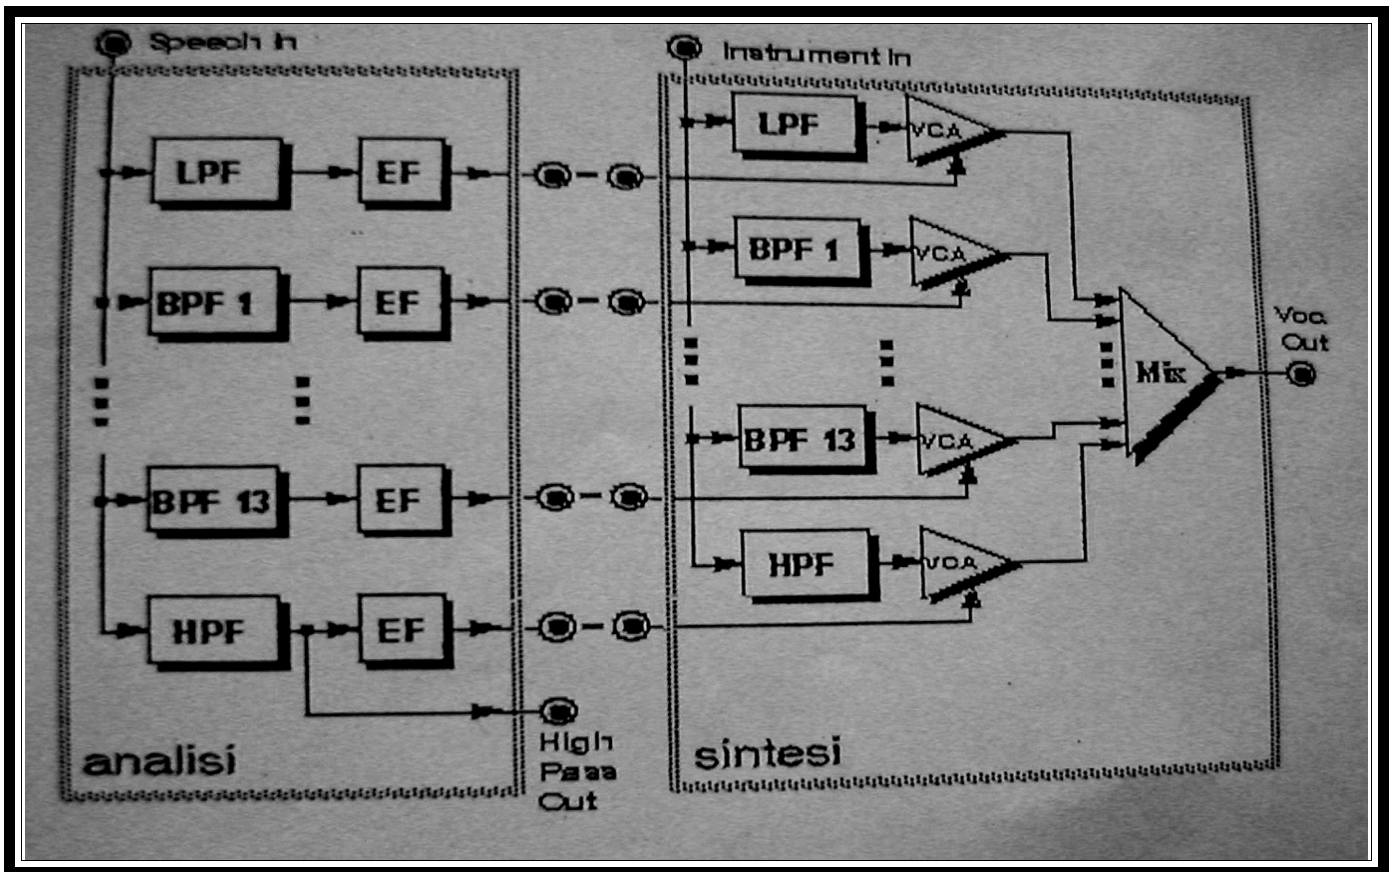 Speech In
Instrument In
LPF
EF
LPF
VCA
BPF 1
EF
BPF 1
VCA
Voc
Out
Mix
BPF 13
EF
BPF 13
VCA
HPF
EF
HPF
VCA
analisi
High
Pass
Out
sintesi